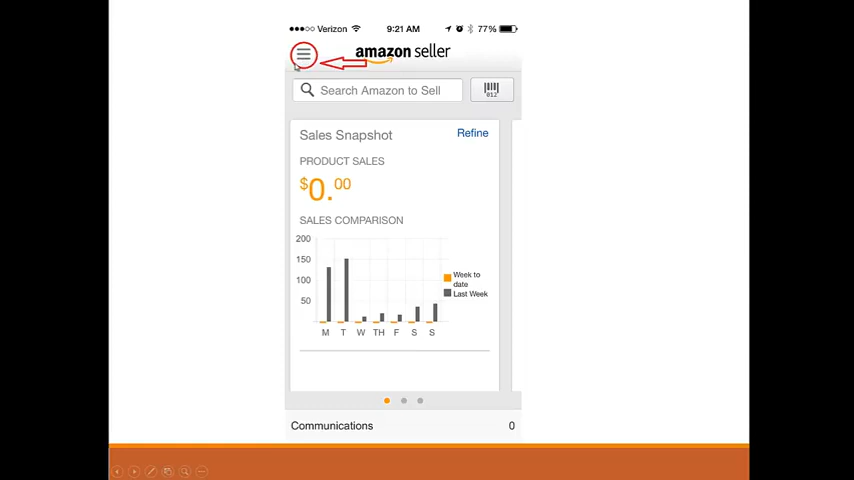 Verizon 9:21 AM 77%
amazon seller
Search Amazon to Sell
012
Sales Snapshot Refine
PRODUCT SALES
$0.00
SALES COMPARISON
200
150
100
50
Week to
date
Last Week
M T W TH F S S
Communications 0